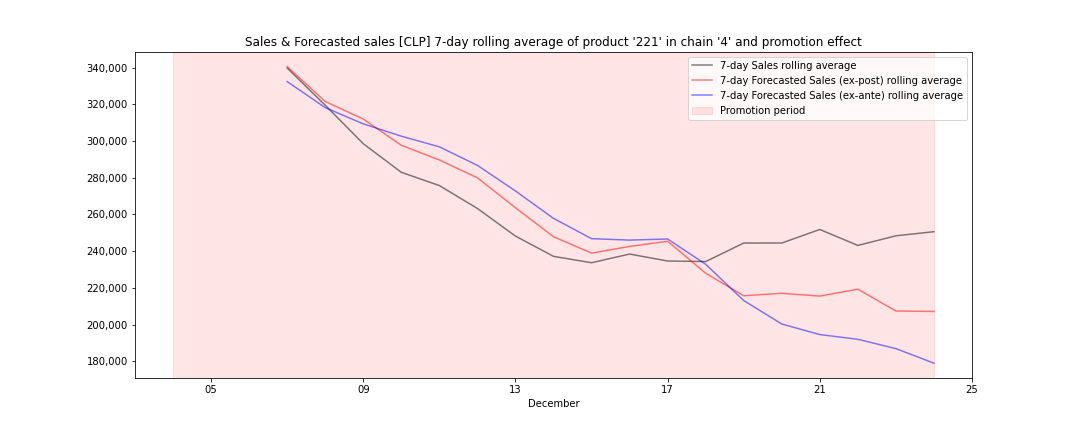 Sales & Forecasted sales [CLP] 7-day rolling average of product '221' in chain '4' and promotion effect
340,000
320,000
300,000
280,000
260,000
240,000
220,000
200,000
180,000
7-day Sales rolling average
7-day Forecasted Sales (ex-post) rolling average
7-day Forecasted Sales (ex-ante) rolling average
Promotion period
05 09 13 17 21 25
December